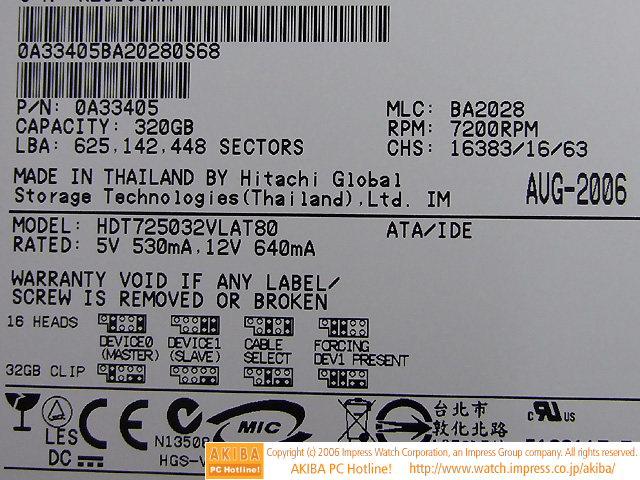 0A33405BA20280S68
P/N: 0A33405
MLC: BA2028
CAPACITY: 320GB
RPM: 7200RPM
LBA: 625,142,448 SECTORS
CHS: 16383/16/63
MADE IN THAILAND BY Hitachi Global
Storage Technologies(Thailand),Ltd. IM
AUG-2006
MODEL: HDT725032VLAT80
ATA/IDE
RATED: 5V 530mA,12V 640mA
WARRANTY VOID IF ANY LABEL/
SCREW IS REMOVED OR BROKEN
16 HEADS
DEVICE0 DEVICE1 CABLE FORCING
(MASTER) (SLAVE) SELECT DEV1 PRESENT
32GB CLIP
LES
DC
CE
N1350
HGS-V
MIC
台北市
敦化北路
c RU US
AKIBA
PC Hotline!
Copyright (c) 2006 Impress Watch Corporation, an Impress Group company. All rights reserved.
AKIBA PC Hotline! http://www.watch.impress.co.jp/akiba/